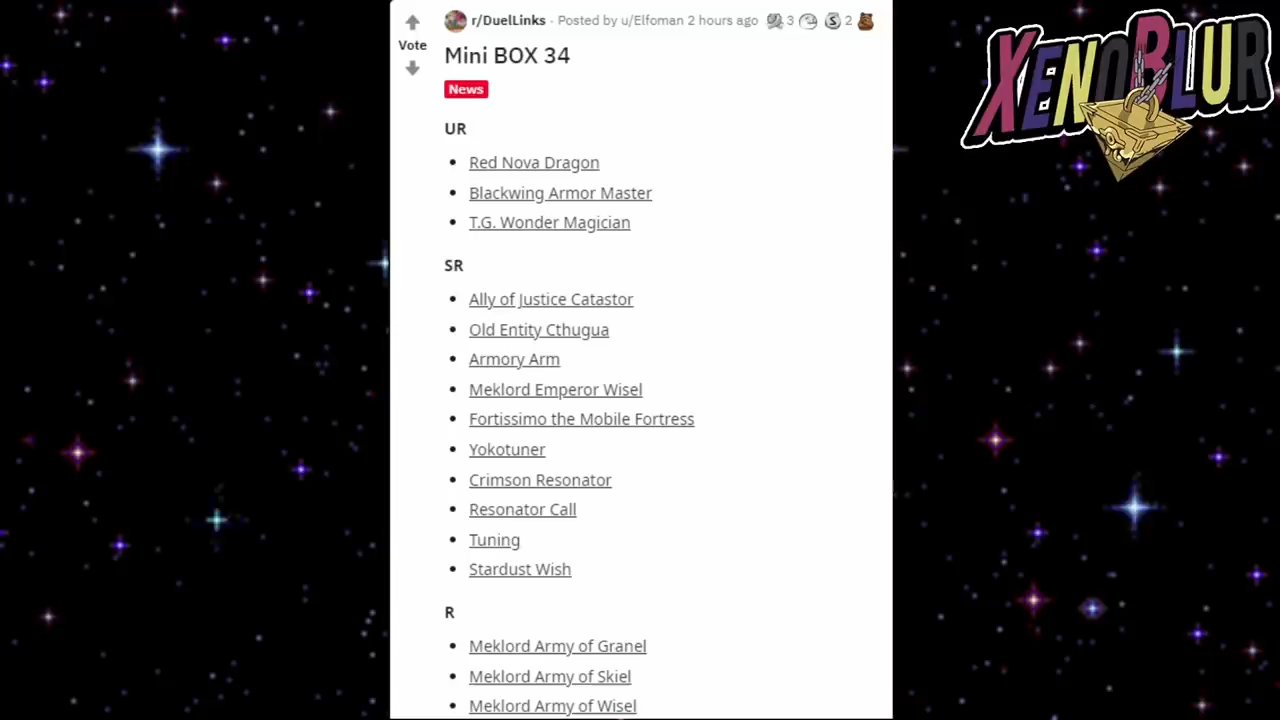 r/DuelLinks · Posted by u/Elfoman 2 hours ago 3 2
Vote
Mini BOX 34
News
UR
• Red Nova Dragon
• Blackwing Armor Master
• T.G. Wonder Magician
SR
• Ally of Justice Catastor
• Old Entity Cthugua
• Armory Arm
• Meklord Emperor Wisel
• Fortissimo the Mobile Fortress
• Yokotuner
• Crimson Resonator
• Resonator Call
• Tuning
• Stardust Wish
R
• Meklord Army of Granel
• Meklord Army of Skiel
• Meklord Army of Wisel
XENOBLUR